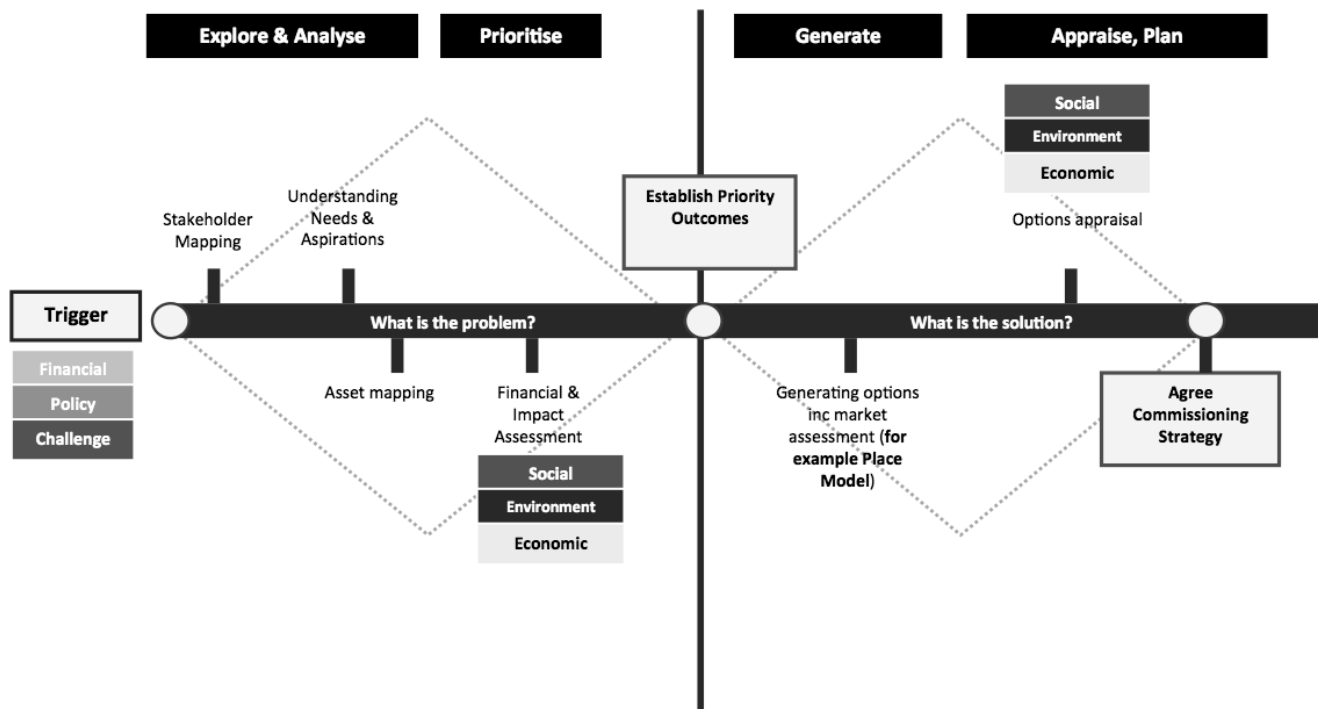 Explore & Analyse
Prioritise
Generate
Appraise, Plan
Social
Environment
Economic
Options appraisal
Establish Priority
Outcomes
Understanding
Needs &
Aspirations
Stakeholder
Mapping
Trigger
What is the problem?
What is the solution?
Financial
Policy
Challenge
Asset mapping
Financial &
Impact
Assessment
Social
Environment
Economic
Generating options
inc market
assessment (for
example Place
Model)
Agree
Commissioning
Strategy